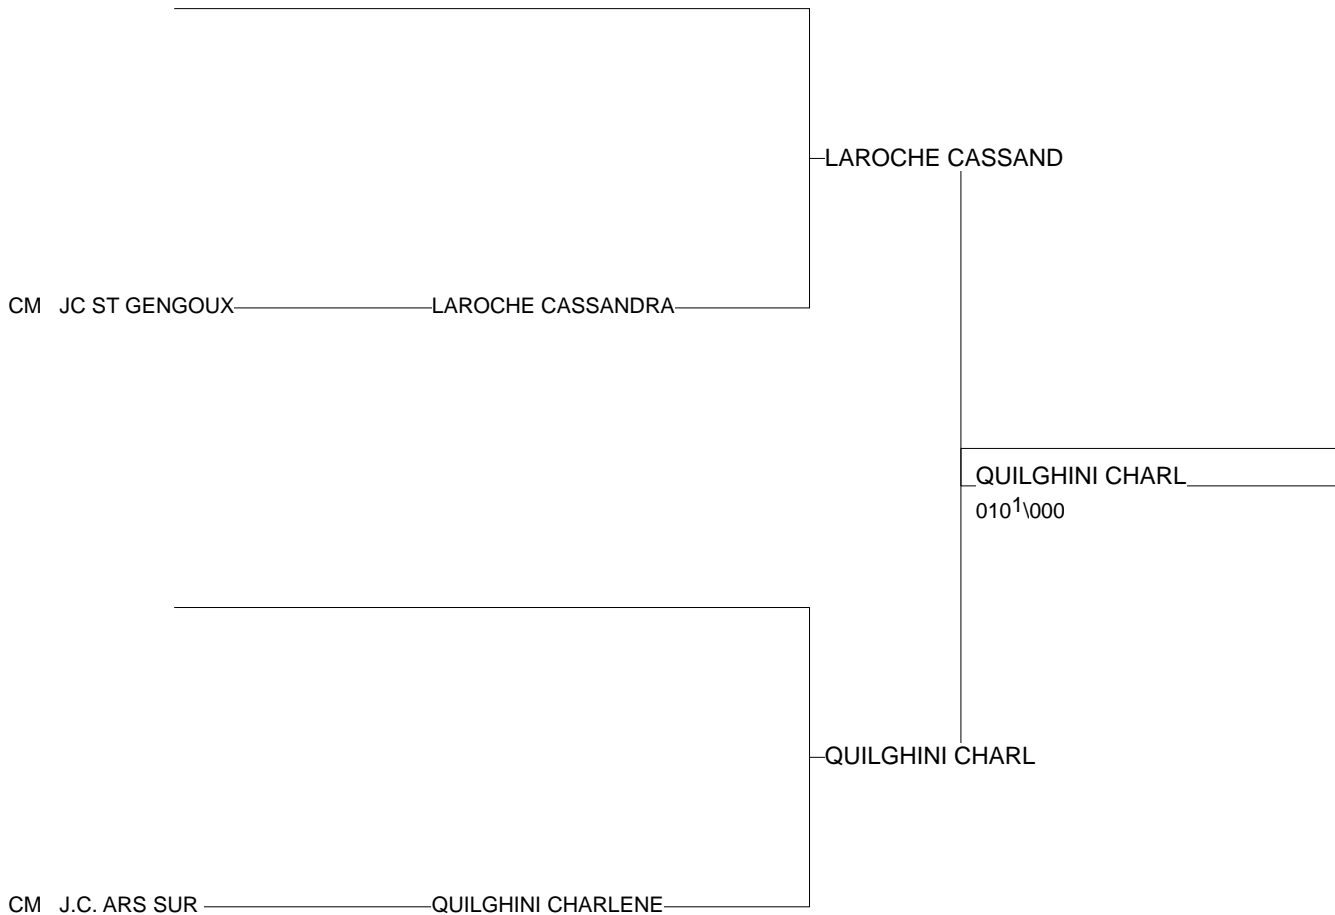 LAROCHE CASSAND
CM JC ST GENGOUX LAROCHE CASSANDRA
QUILGHINI CHARL
010¹\000
QUILGHINI CHARL
CM J.C. ARS SUR QUILGHINI CHARLENE